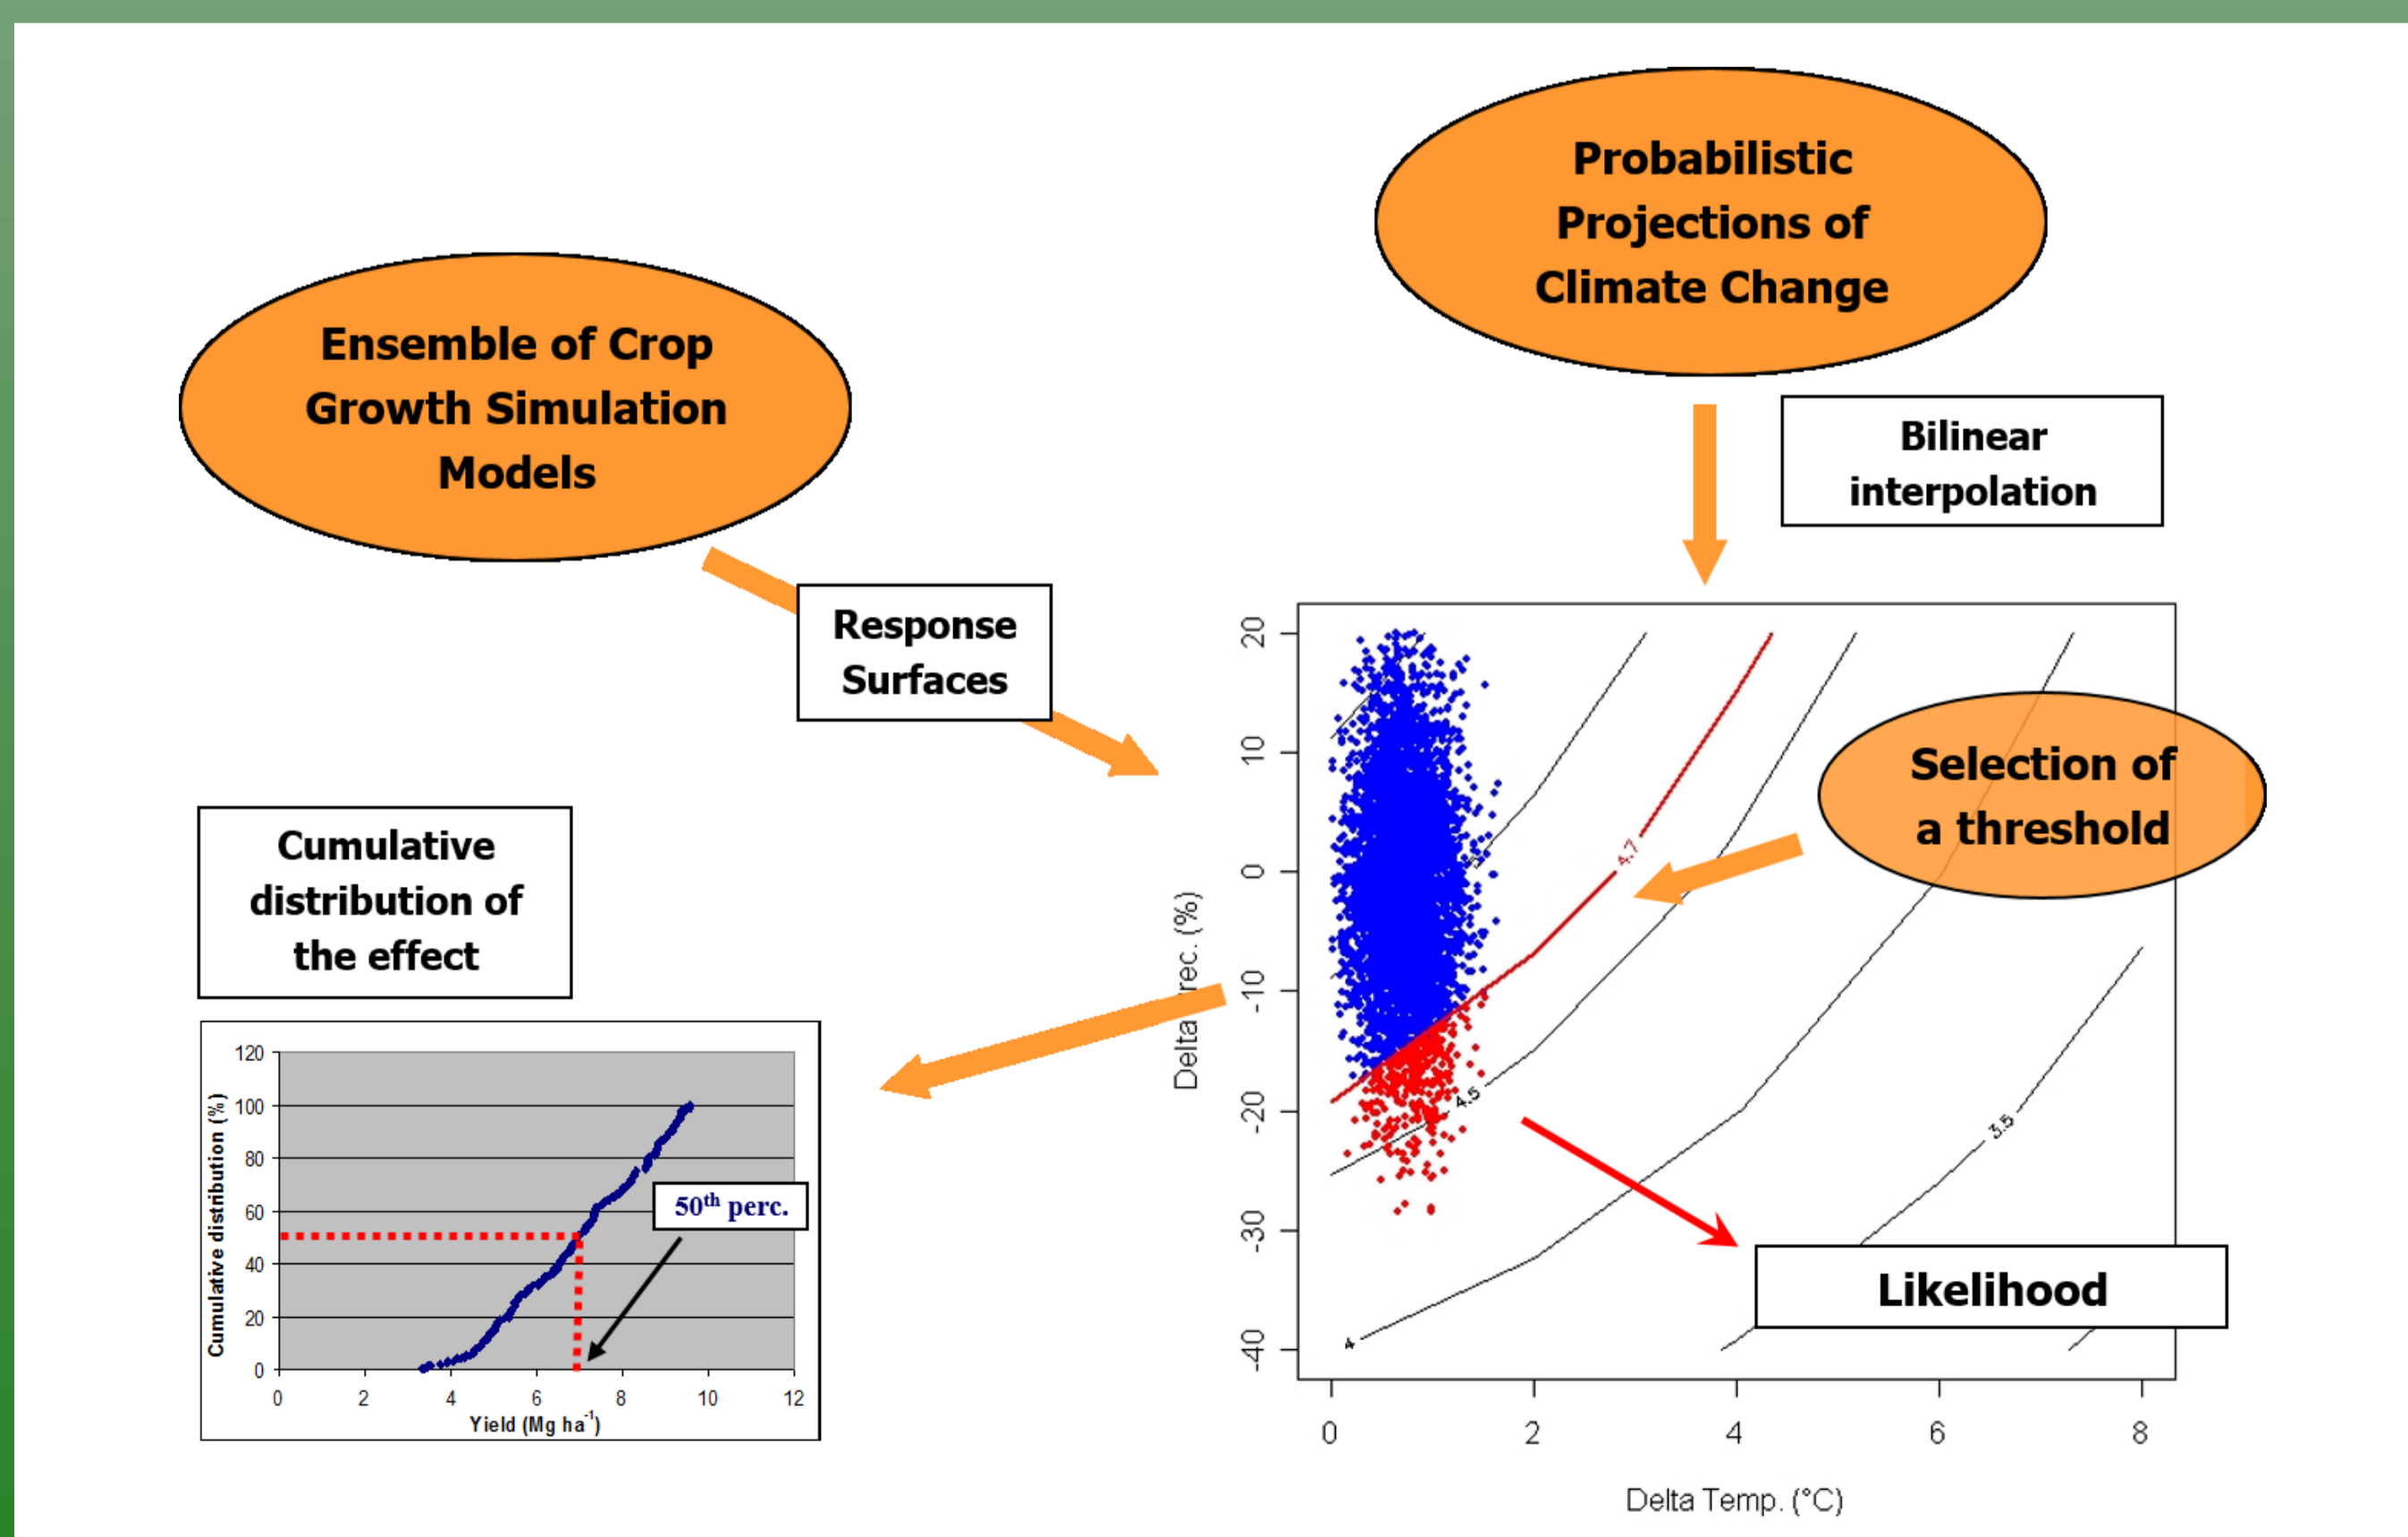 Probabilistic
Projections of
Climate Change
Ensemble of Crop
Growth Simulation
Models
Bilinear
interpolation
Response
Surfaces
Selection of
a threshold
Cumulative
distribution of
the effect
Likelihood
20
10
0
-10
-20
-30
-40
Delta rec. (%)
5
4.7
4.5
4
3.5
0 2 4 6 8
Delta Temp. (°C)
120
100
80
60
40
20
0
Cumulative distribution (%)
50th perc.
0 2 4 6 8 10 12
Yield (Mg ha-1)